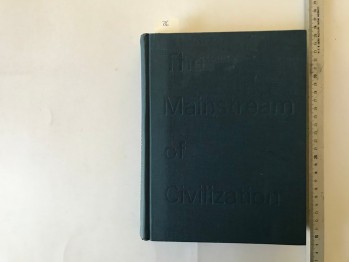 The
Mainstream
of
Civilization